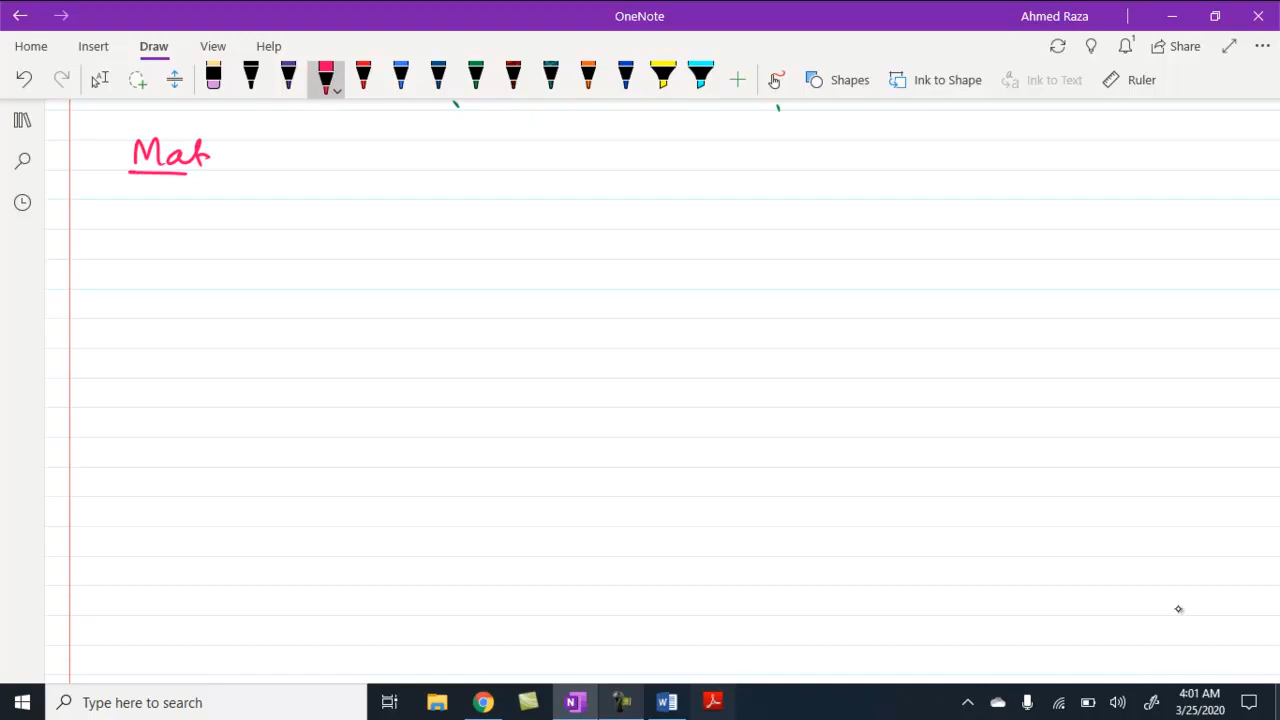 OneNote
Ahmed Raza
Home Insert Draw View Help
Share
Shapes Ink to Shape Ink to Text Ruler
Mat
Type here to search
4:01 AM
3/25/2020